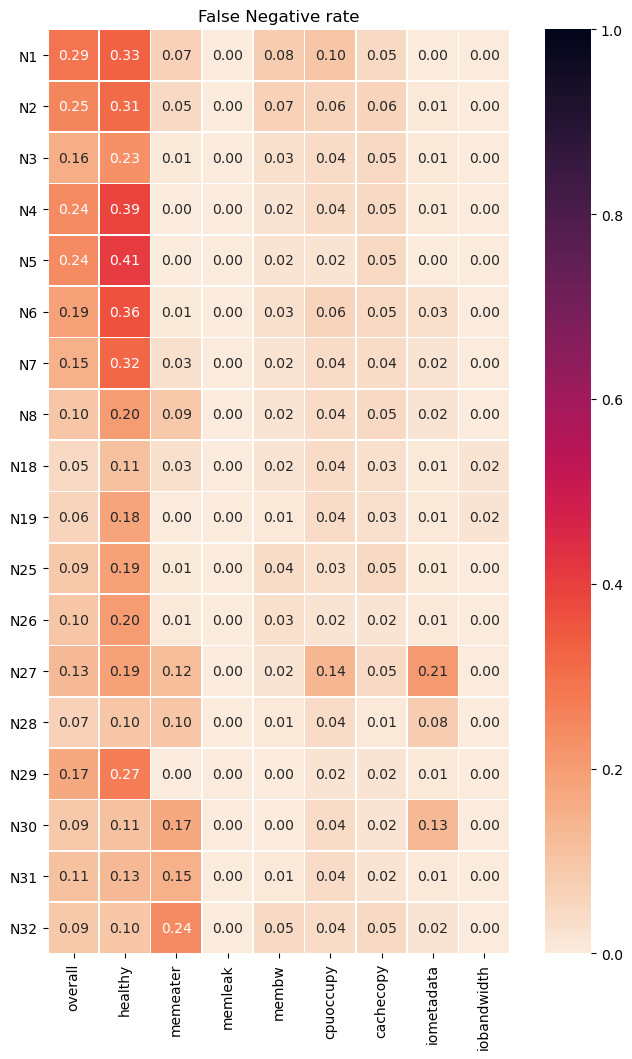 False Negative rate
N1 0.29 0.33 0.07 0.00 0.08 0.10 0.05 0.00 0.00
N2 0.25 0.31 0.05 0.00 0.07 0.06 0.06 0.01 0.00
N3 0.16 0.23 0.01 0.00 0.03 0.04 0.05 0.01 0.00
N4 0.24 0.39 0.00 0.00 0.02 0.04 0.05 0.01 0.00
N5 0.24 0.41 0.00 0.00 0.02 0.02 0.05 0.00 0.00
N6 0.19 0.36 0.01 0.00 0.03 0.06 0.05 0.03 0.00
N7 0.15 0.32 0.03 0.00 0.02 0.04 0.04 0.02 0.00
N8 0.10 0.20 0.09 0.00 0.02 0.04 0.05 0.02 0.00
N18 0.05 0.11 0.03 0.00 0.02 0.04 0.03 0.01 0.02
N19 0.06 0.18 0.00 0.00 0.01 0.04 0.03 0.01 0.02
N25 0.09 0.19 0.01 0.00 0.04 0.03 0.05 0.01 0.00
N26 0.10 0.20 0.01 0.00 0.03 0.02 0.02 0.01 0.00
N27 0.13 0.19 0.12 0.00 0.02 0.14 0.05 0.21 0.00
N28 0.07 0.10 0.10 0.00 0.01 0.04 0.01 0.08 0.00
N29 0.17 0.27 0.00 0.00 0.00 0.02 0.02 0.01 0.00
N30 0.09 0.11 0.17 0.00 0.00 0.04 0.02 0.13 0.00
N31 0.11 0.13 0.15 0.00 0.01 0.04 0.02 0.01 0.00
N32 0.09 0.10 0.24 0.00 0.05 0.04 0.05 0.02 0.00
overall healthy memeater memleak membw cpuoccupy cachecopy iometadata iobandwidth
1.0
0.8
0.6
0.4
0.2
0.0